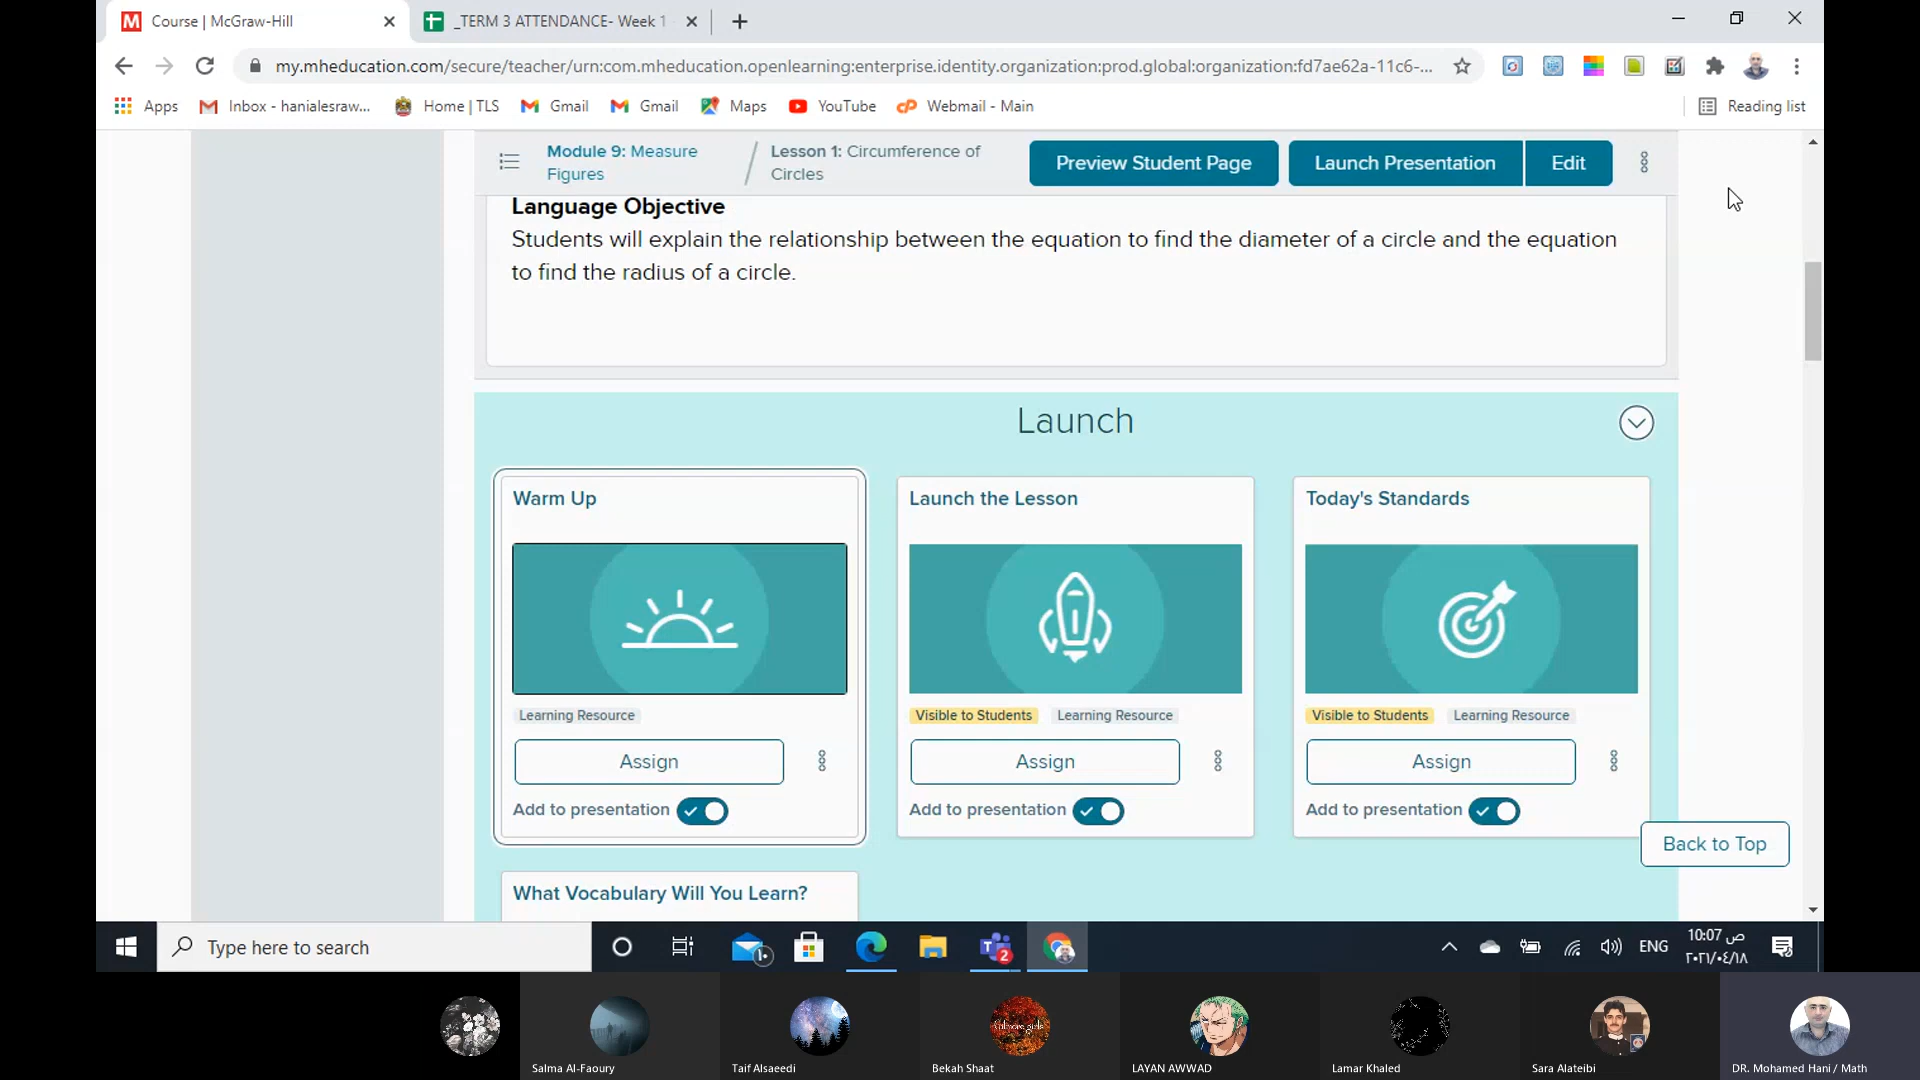 Course | McGraw-Hill
_TERM 3 ATTENDANCE- Week 1 -
my.mheducation.com/secure/teacher/urn:com.mheducation.openlearning:enterprise.identity.organization:prod.global:organization:fd7ae62a-11c6-...
Apps
Inbox - hanialesraw...
Home | TLS
Gmail
Gmail
Maps
YouTube
Webmail - Main
Reading list
Module 9: Measure
Figures
Lesson 1: Circumference of
Circles
Preview Student Page
Launch Presentation
Edit
Language Objective
Students will explain the relationship between the equation to find the diameter of a circle and the equation
to find the radius of a circle.
Launch
Warm Up
Launch the Lesson
Today's Standards
Learning Resource
Visible to Students
Learning Resource
Visible to Students
Learning Resource
Assign
Assign
Assign
Add to presentation
Add to presentation
Add to presentation
Back to Top
What Vocabulary Will You Learn?
Type here to search
ENG
10:07 ص
٢٠٢١/٠٤/١٨
Salma Al-Faoury
Taif Alsaeedi
Bekah Shaat
LAYAN AWWAD
Lamar Khaled
Sara Alateibi
DR. Mohamed Hani / Math